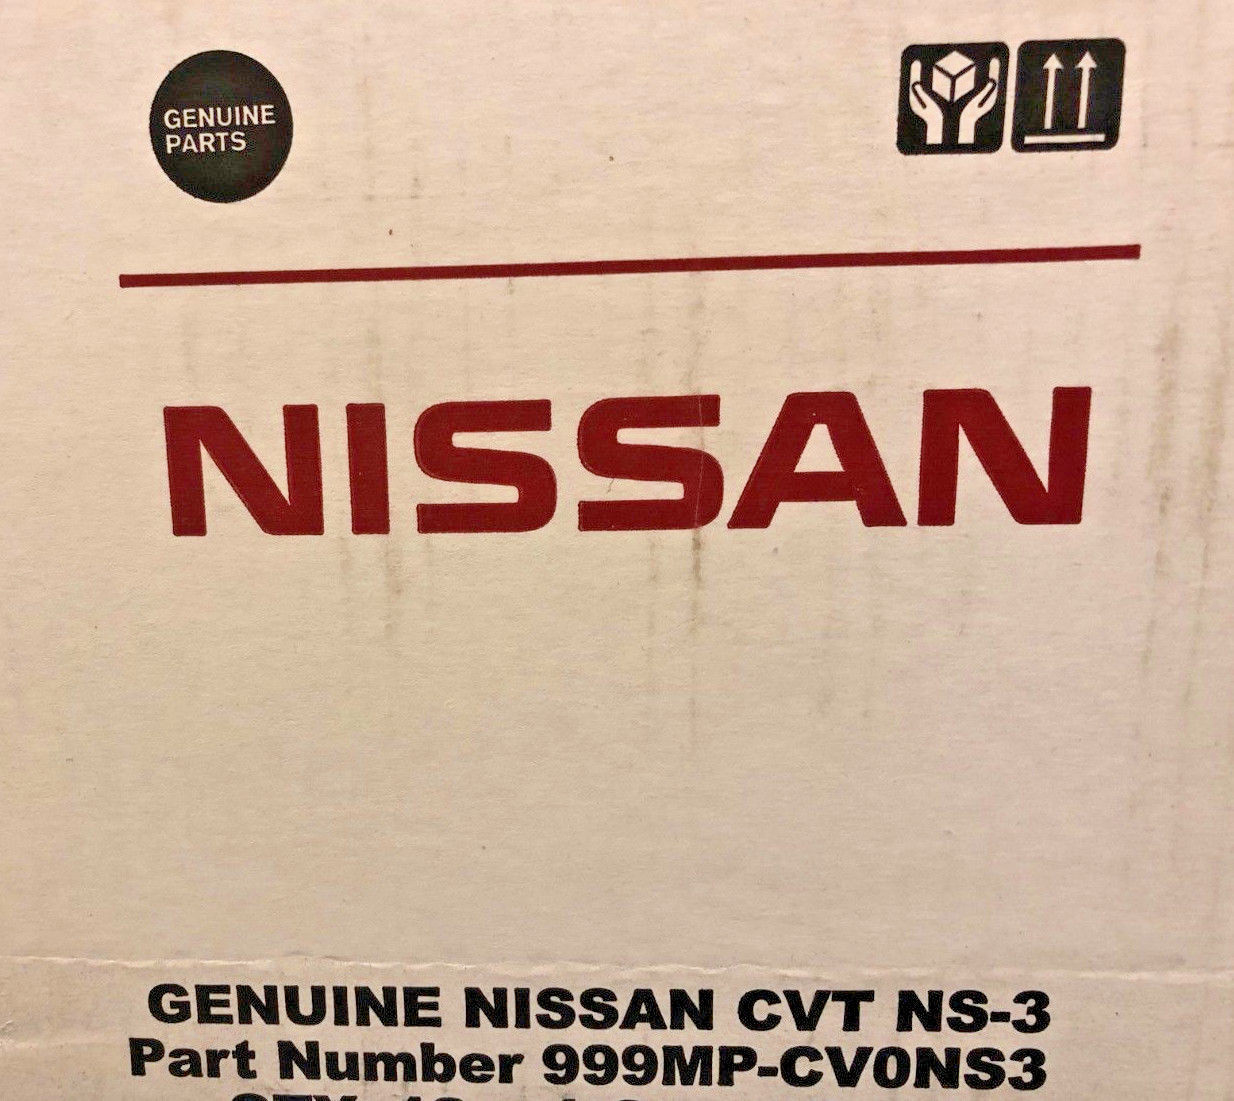 GENUINE
PARTS
NISSAN
GENUINE NISSAN CVT NS-3
Part Number 999MP-CV0NS3